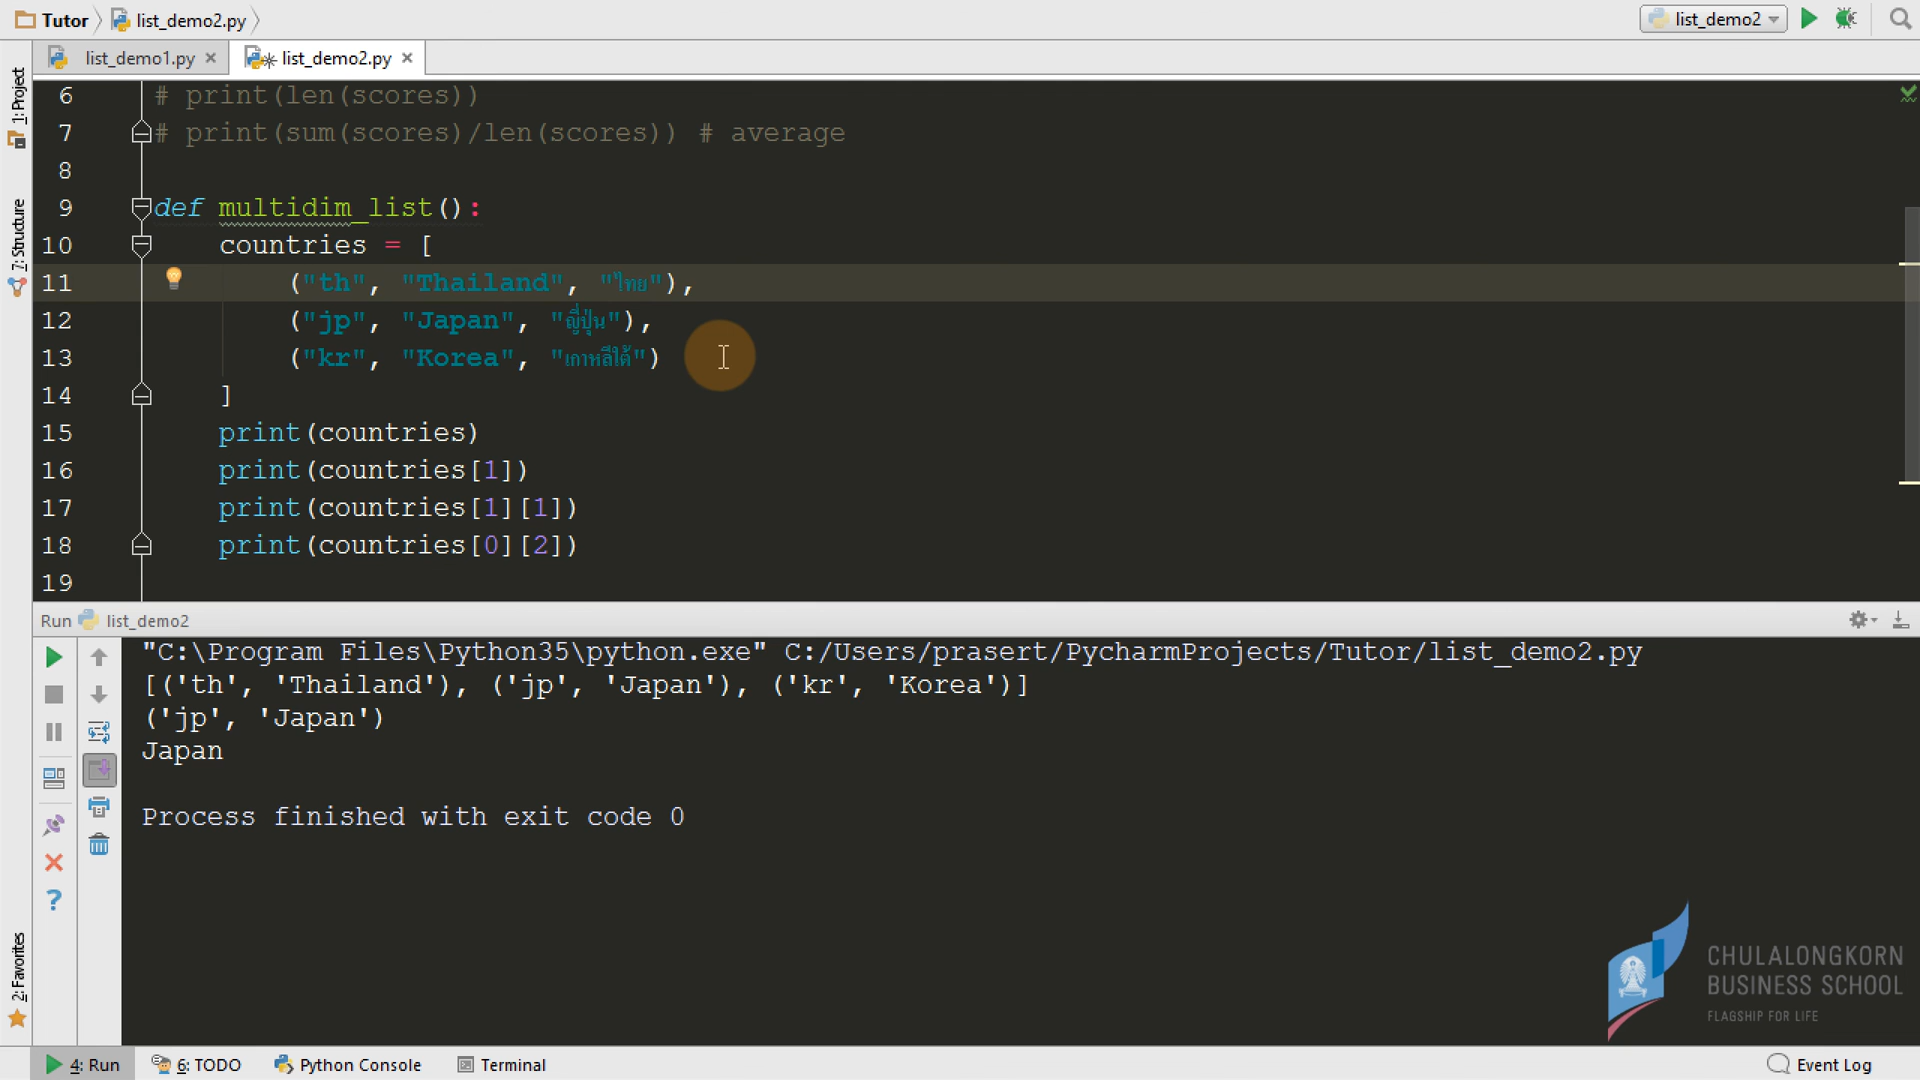 Tutor
list_demo2.py
list_demo2
list_demo1.py
list_demo2.py
1: Project
7: Structure
2: Favorites
6 # print(len(scores))
7 # print(sum(scores)/len(scores)) # average
8
9 def multidim_list():
10 countries = [
11 ("th", "Thailand", "ไทย"),
12 ("jp", "Japan", "ญี่ปุ่น"),
13 ("kr", "Korea", "เกาหลีใต้")
14 ]
15 print(countries)
16 print(countries[1])
17 print(countries[1][1])
18 print(countries[0][2])
19
Run list_demo2
"C:\Program Files\Python35\python.exe" C:/Users/prasert/PycharmProjects/Tutor/list_demo2.py
[('th', 'Thailand'), ('jp', 'Japan'), ('kr', 'Korea')]
('jp', 'Japan')
Japan
Process finished with exit code 0
CHULALONGKORN
BUSINESS SCHOOL
FLAGSHIP FOR LIFE
4: Run
6: TODO
Python Console
Terminal
Event Log